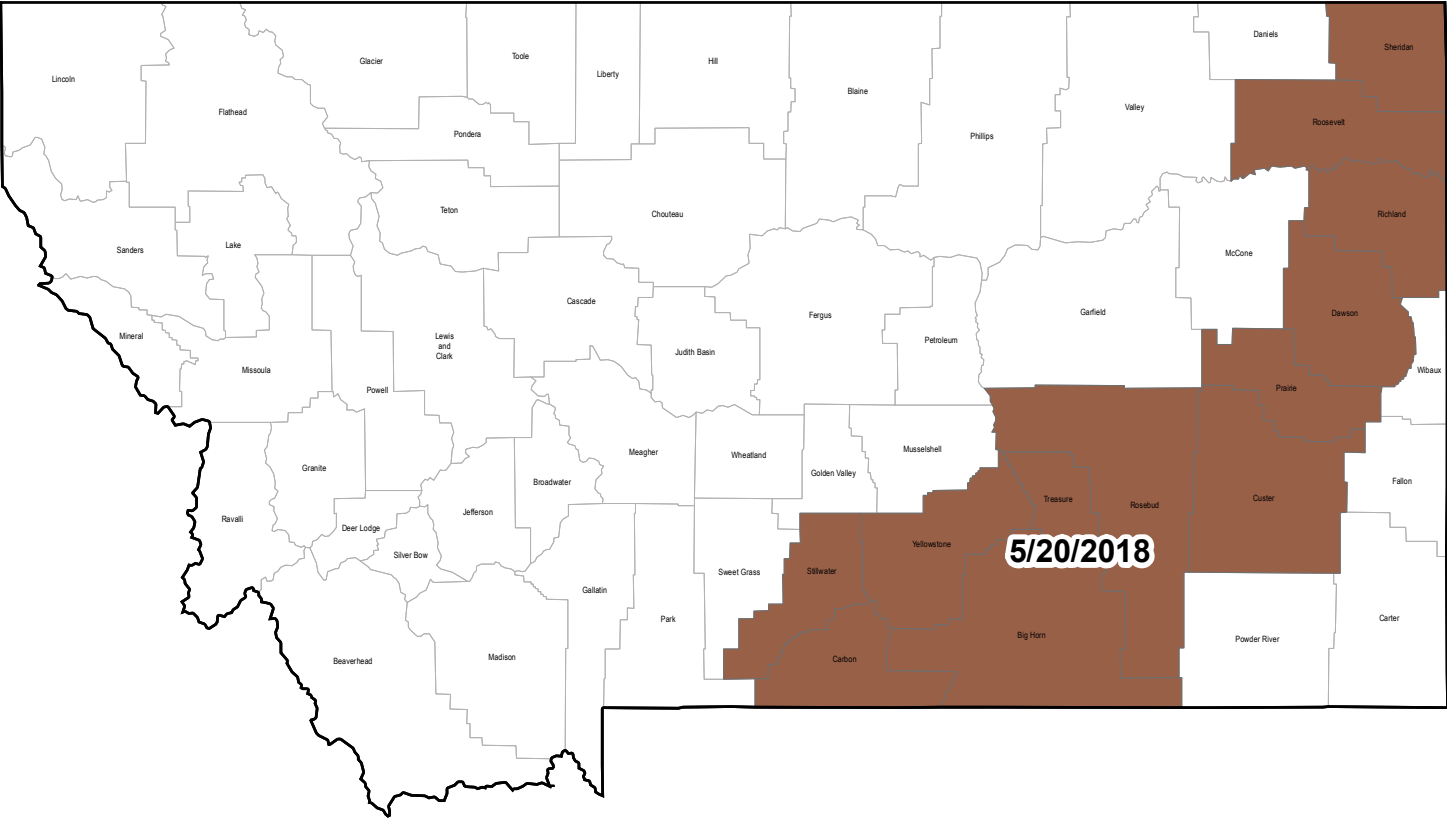 Daniels
Sheridan
Glacier
Toole
Liberty
Hill
Lincoln
Blaine
Valley
Flathead
Roosevelt
Pondera
Phillips
Teton
Chouteau
Richland
Sanders
Lake
McCone
Cascade
Garfield
Dawson
Fergus
Mineral
Lewis
and
Clark
Petroleum
Judith Basin
Missoula
Wibaux
Powell
Prairie
Musselshell
Meagher
Wheatland
Granite
Golden Valley
Broadwater
Fallon
Treasure
Custer
Rosebud
Jefferson
Ravalli
Deer Lodge
Yellowstone
5/20/2018
Silver Bow
Sweet Grass
Stillwater
Gallatin
Park
Carter
Big Horn
Powder River
Madison
Carbon
Beaverhead